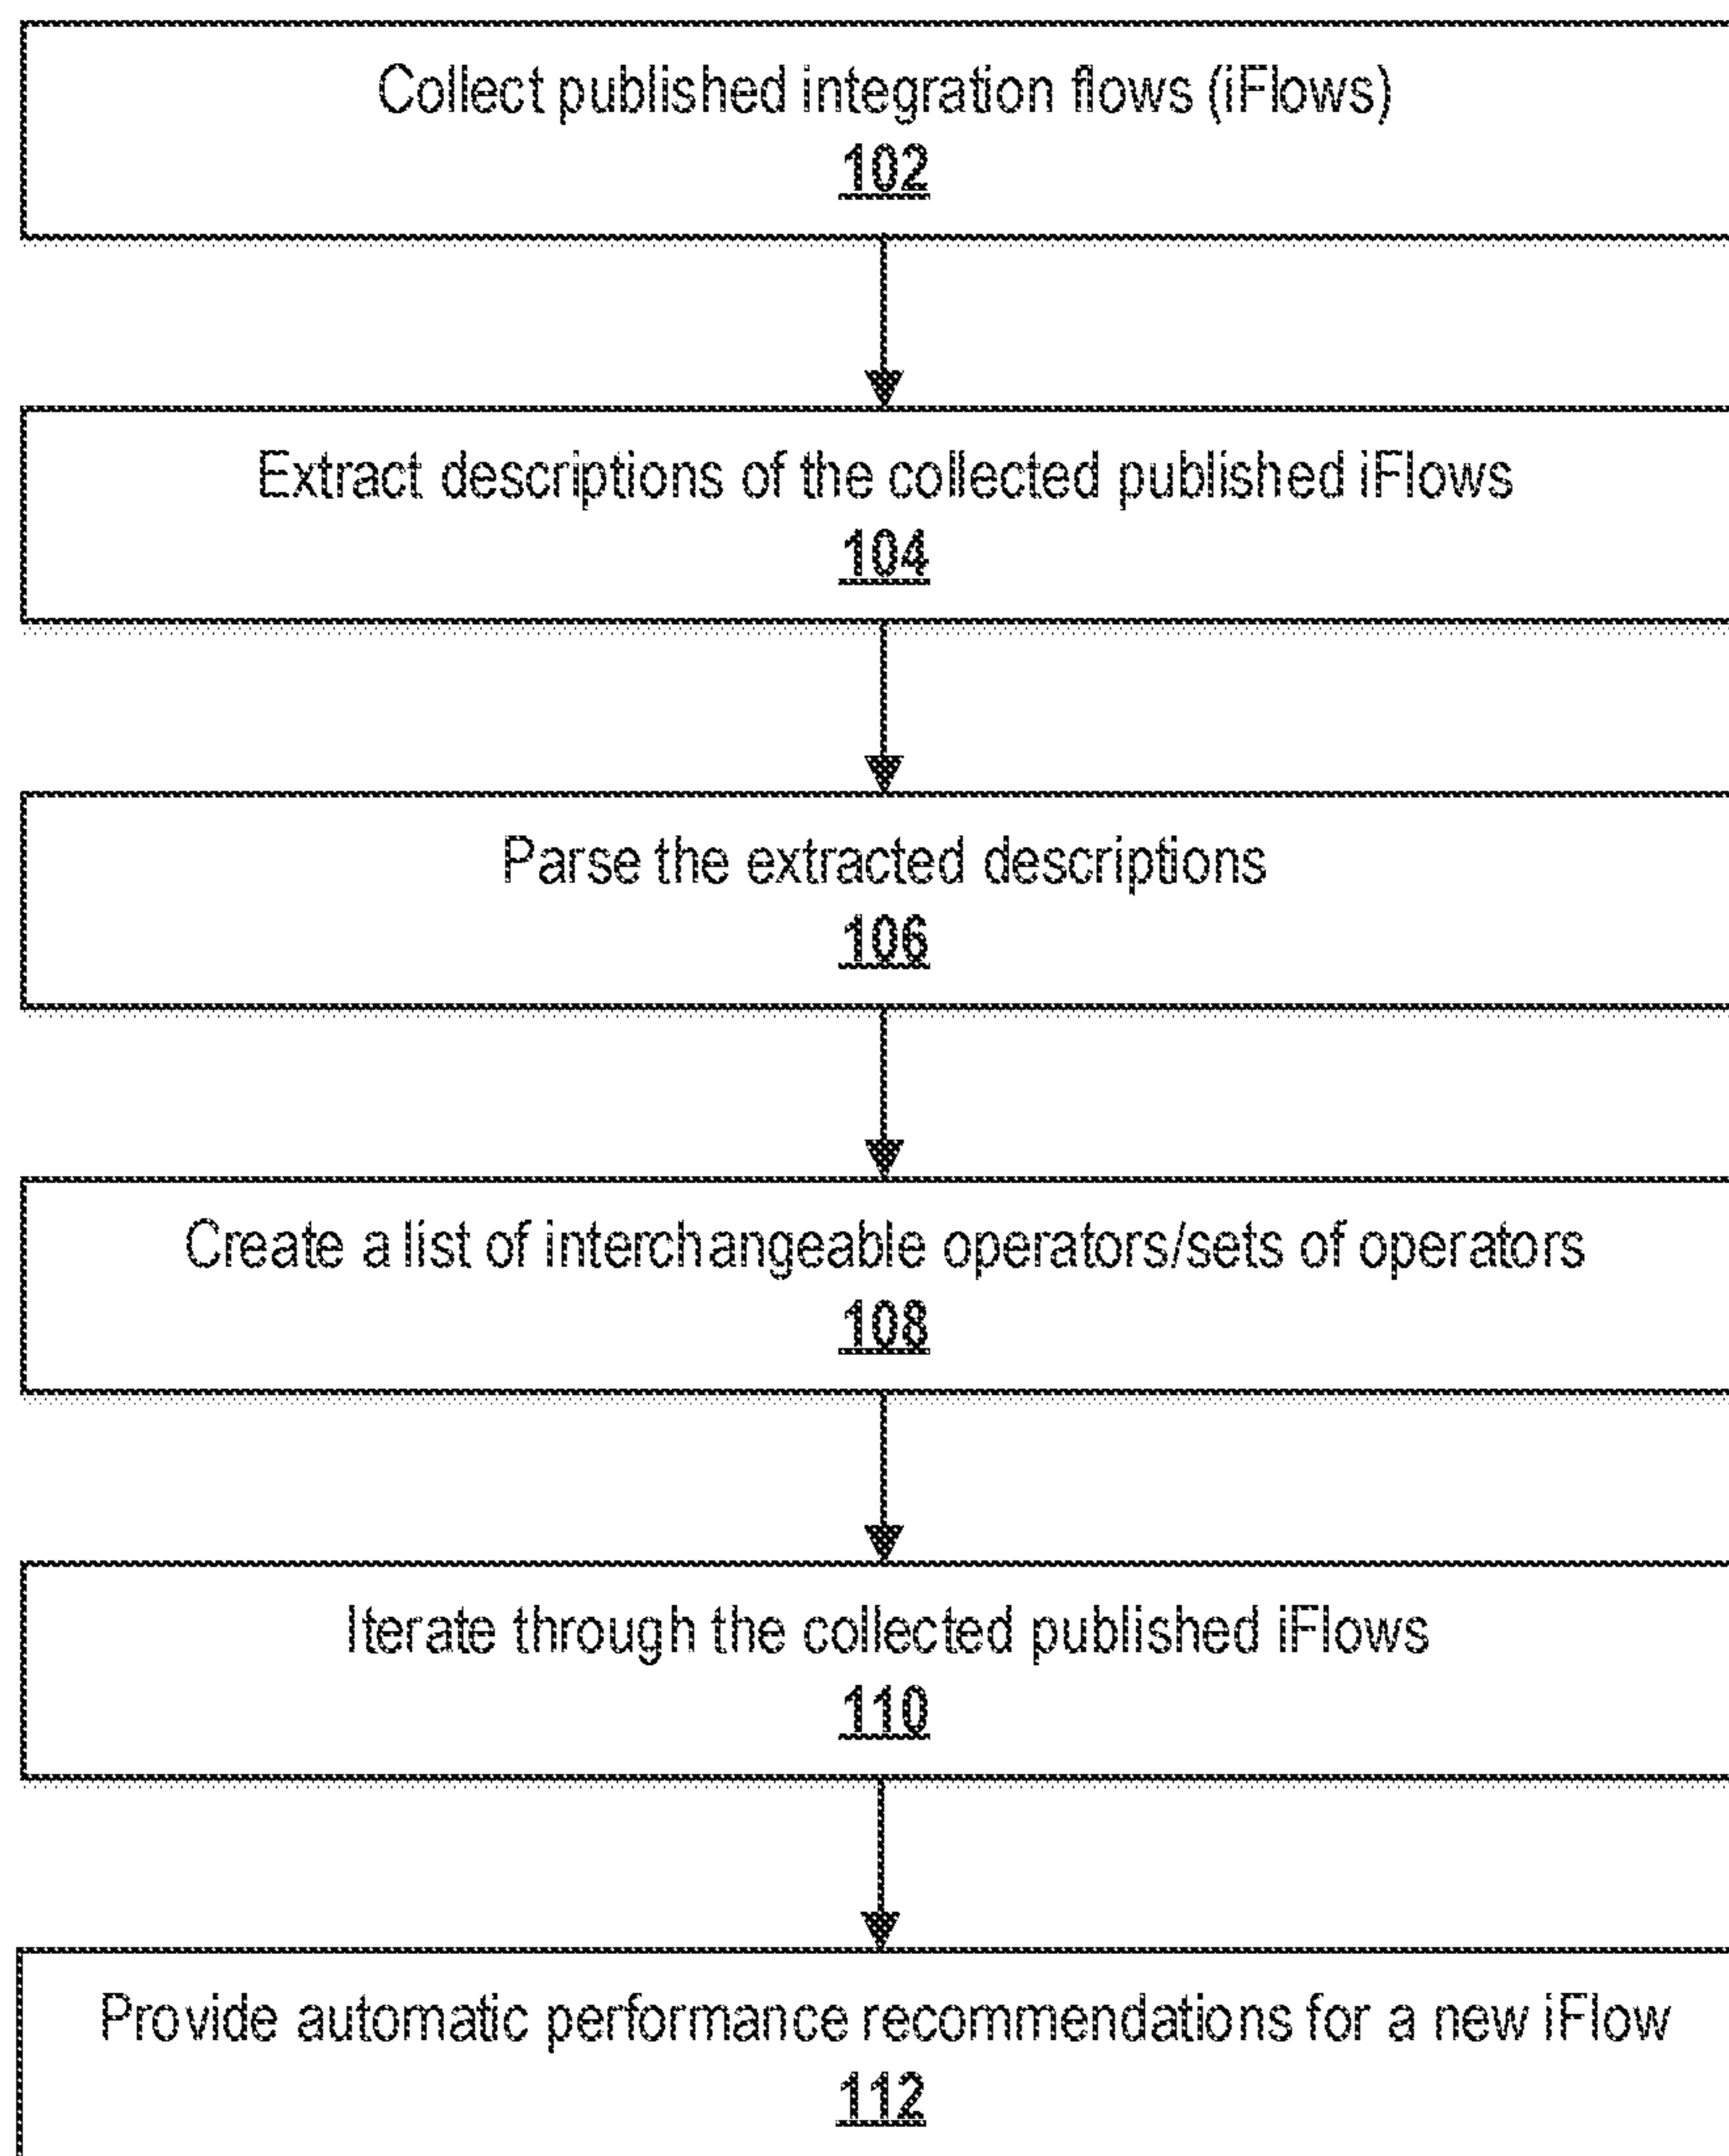 Collect published integration flows (iFlows)
102
Extract descriptions of the collected published iFlows
104
Parse the extracted descriptions
106
Create a list of interchangeable operators/sets of operators
108
Iterate through the collected published iFlows
110
Provide automatic performance recommendations for a new iFlow
112